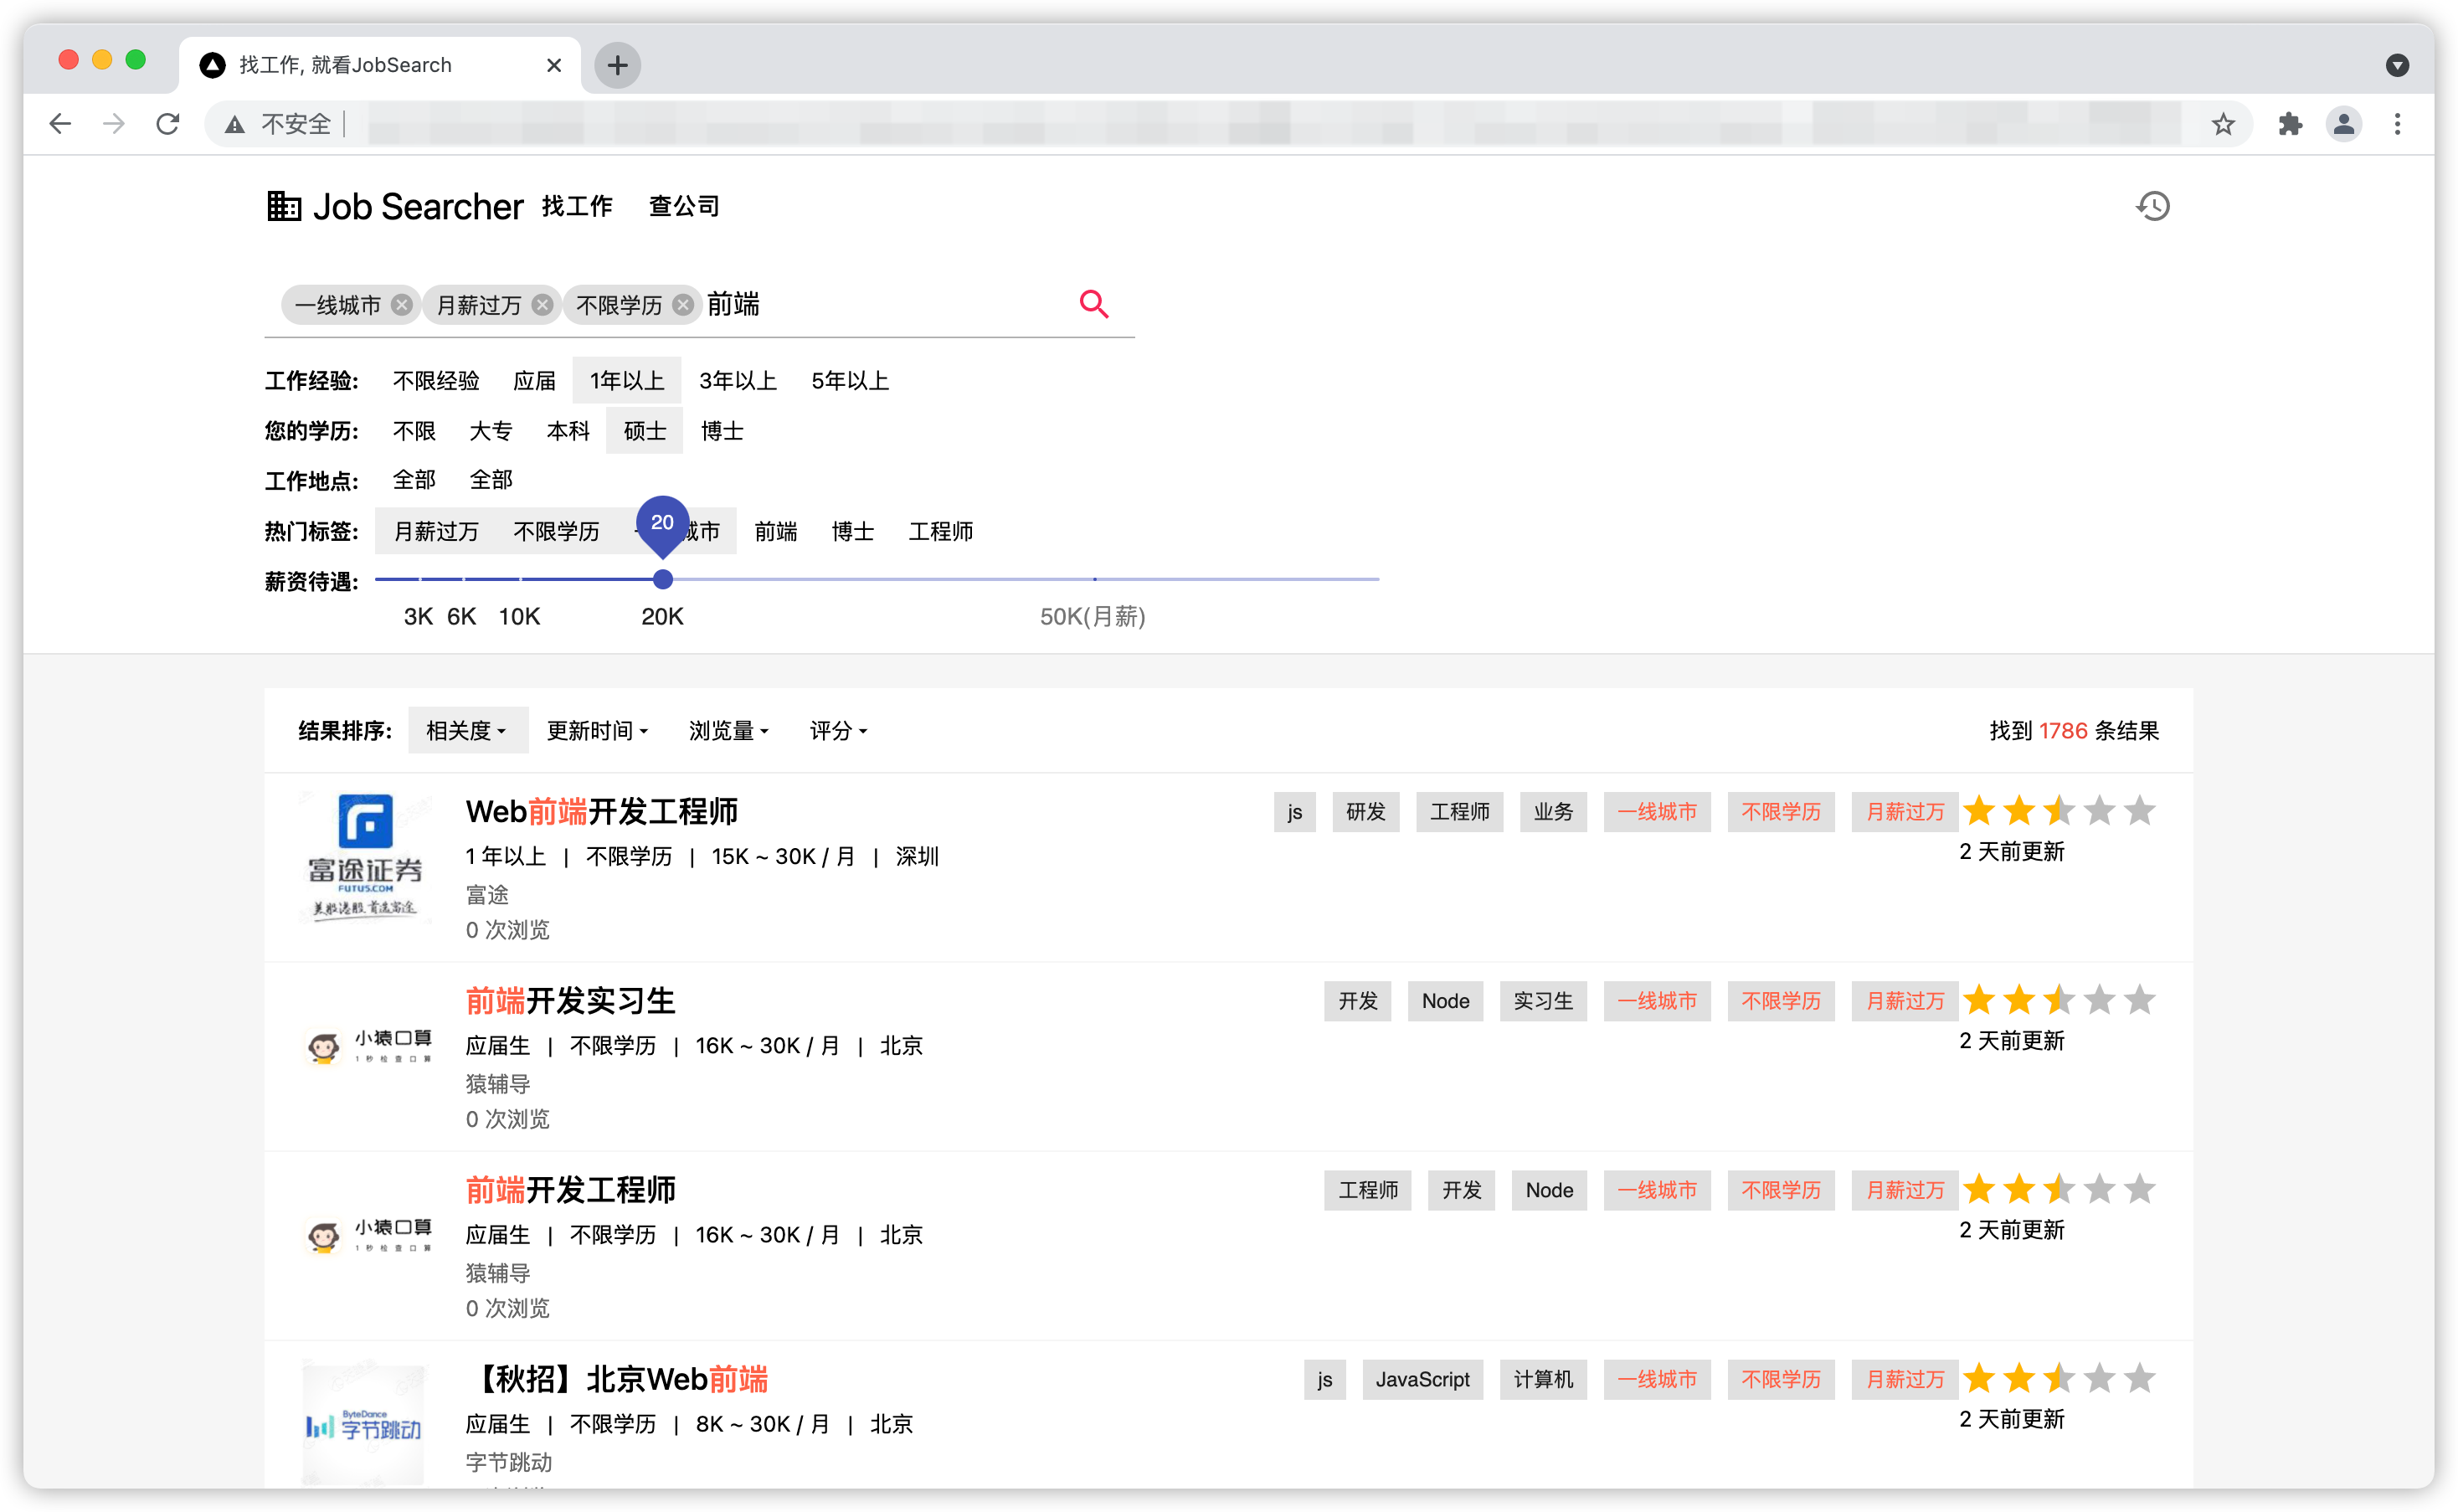 找工作, 就看JobSearch
不安全
Job Searcher 找工作 查公司
一线城市 月薪过万 不限学历 前端
工作经验: 不限经验 应届 1年以上 3年以上 5年以上
您的学历: 不限 大专 本科 硕士 博士
工作地点: 全部 全部
20
热门标签: 月薪过万 不限学历 城市 前端 博士 工程师
薪资待遇:
3K 6K 10K 20K 50K(月薪)
结果排序: 相关度 更新时间 浏览量 评分 找到 1786 条结果
富途证券
FUTUS.COM
美股港股 首选富途
Web前端开发工程师 js 研发 工程师 业务 一线城市 不限学历 月薪过万
1 年以上 | 不限学历 | 15K ~ 30K / 月 | 深圳 2 天前更新
富途
0 次浏览
小猿口算
1 秒 检 查 口 算
前端开发实习生 开发 Node 实习生 一线城市 不限学历 月薪过万
应届生 | 不限学历 | 16K ~ 30K / 月 | 北京 2 天前更新
猿辅导
0 次浏览
小猿口算
1 秒 检 查 口 算
前端开发工程师 工程师 开发 Node 一线城市 不限学历 月薪过万
应届生 | 不限学历 | 16K ~ 30K / 月 | 北京 2 天前更新
猿辅导
0 次浏览
ByteDance
字节跳动
【秋招】北京Web前端 js JavaScript 计算机 一线城市 不限学历 月薪过万
应届生 | 不限学历 | 8K ~ 30K / 月 | 北京 2 天前更新
字节跳动